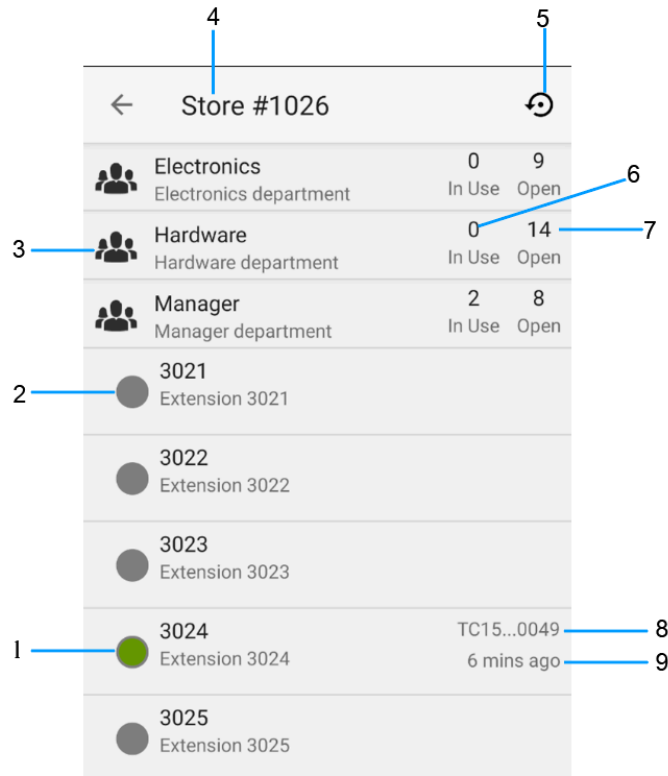 4 5
Store #1026
Electronics 0 9
Electronics department In Use Open
6
Hardware 0 14 7
3 Hardware department In Use Open
Manager 2 8
Manager department In Use Open
3021
2 Extension 3021
3022
Extension 3022
3023
Extension 3023
3024 TC15...0049 8
1 Extension 3024 6 mins ago 9
3025
Extension 3025